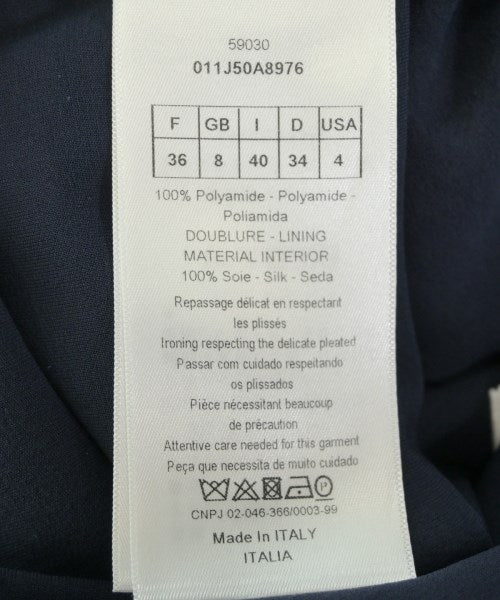 59030
011J50A8976
F GB I D USA
36 8 40 34 4
100% Polyamide - Polyamide -
Poliamida
DOUBLURE - LINING
MATERIAL INTERIOR
100% Soie - Silk - Seda
Repassage délicat en respectant
les plissés
Ironing respecting the delicate pleated
Passar com cuidado respeitando
os plissados
Pièce nécessitant beaucoup
de précaution
Attentive care needed for this garment
Peça que necessita de muito cuidado
P
CNPJ 02-046-366/0003-99
Made In ITALY
ITALIA